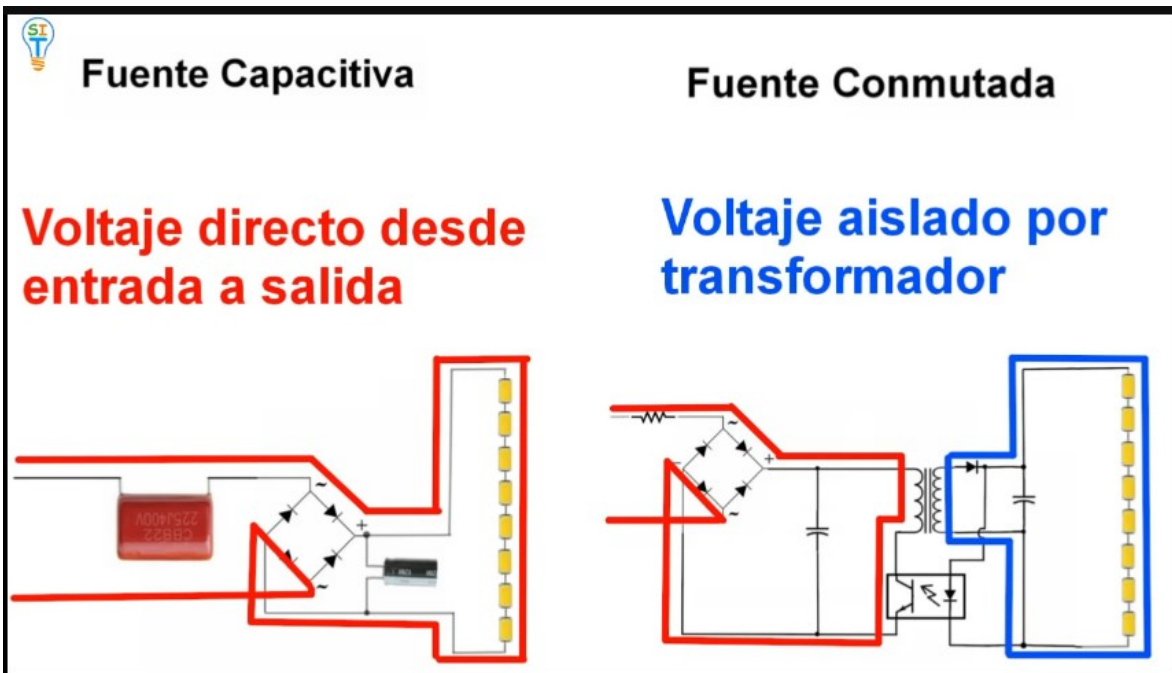 SIT
Fuente Capacitiva
Fuente Conmutada
Voltaje directo desde
entrada a salida
Voltaje aislado por
transformador
~
+
~
CBB22
225J400V
~
-
+
~